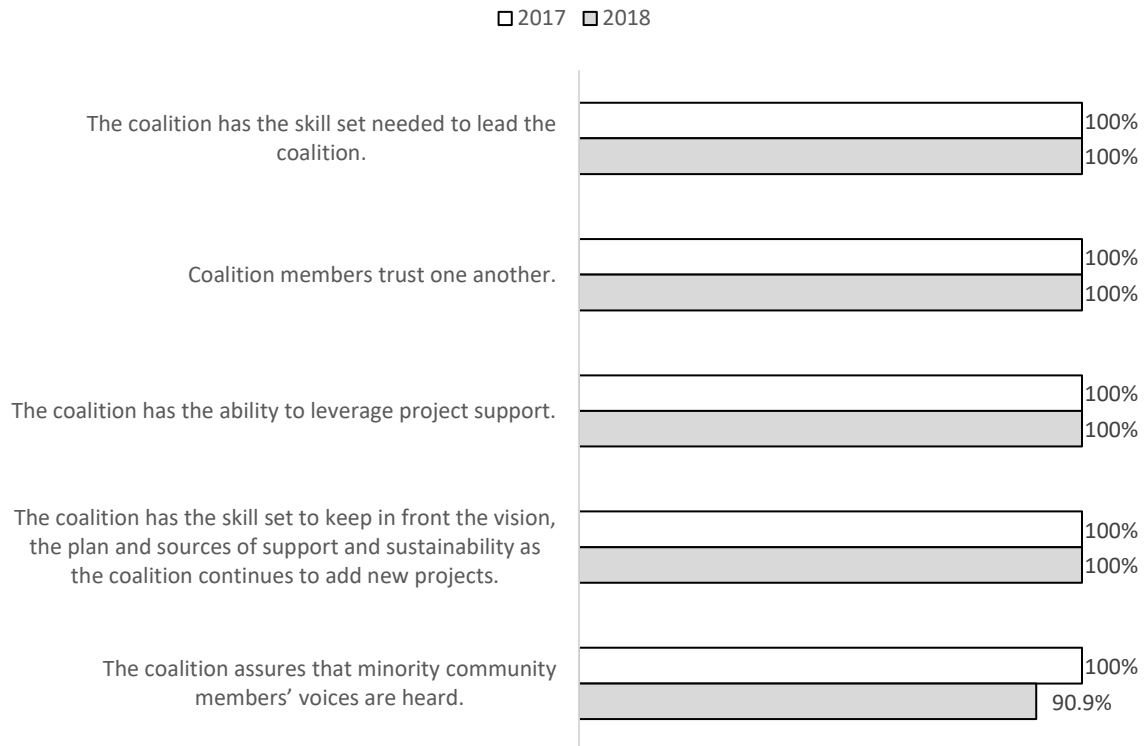 2017 2018
The coalition has the skill set needed to lead the
coalition.
100%
100%
Coalition members trust one another.
100%
100%
The coalition has the ability to leverage project support.
100%
100%
The coalition has the skill set to keep in front the vision,
the plan and sources of support and sustainability as
the coalition continues to add new projects.
100%
100%
The coalition assures that minority community
members’ voices are heard.
100%
90.9%